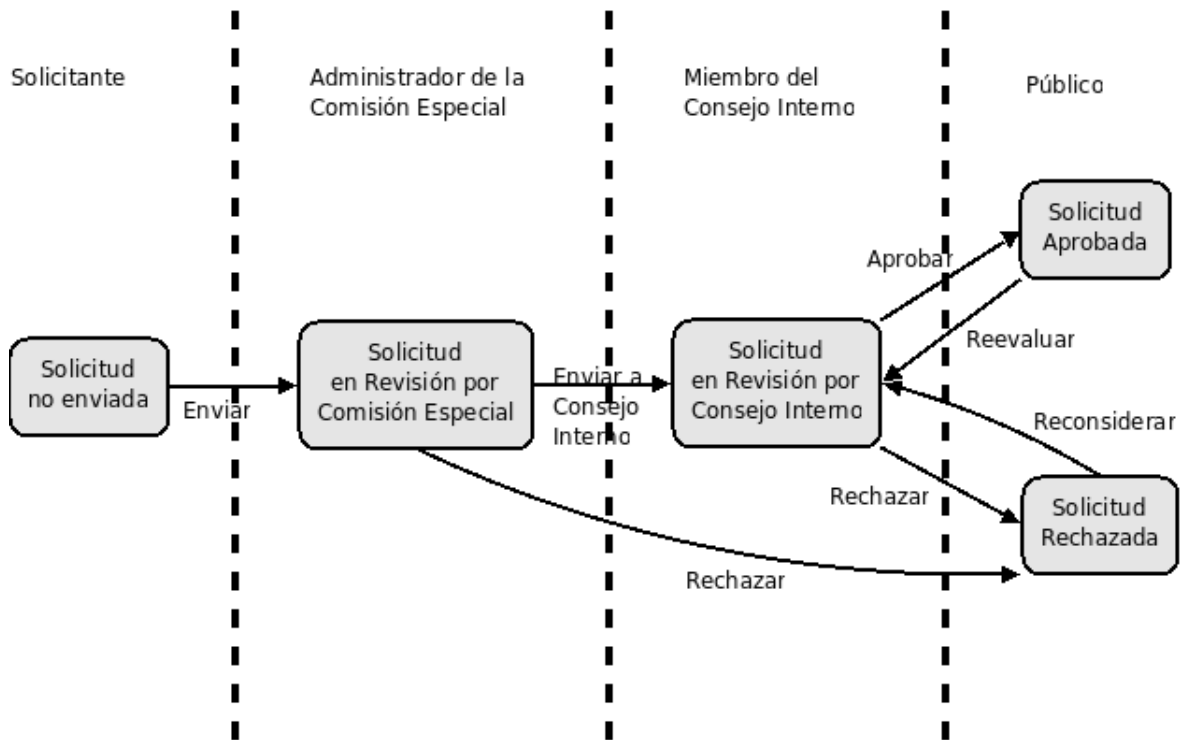 Solicitante
Administrador de la
Comisión Especial
Miembro del
Consejo Interno
Público
Solicitud
Aprobada
Aprobar
Reevaluar
Solicitud
no enviada
Enviar
Solicitud
en Revisión por
Comisión Especial
Enviar a
Consejo
Interno
Solicitud
en Revisión por
Consejo Interno
Reconsiderar
Rechazar
Solicitud
Rechazada
Rechazar